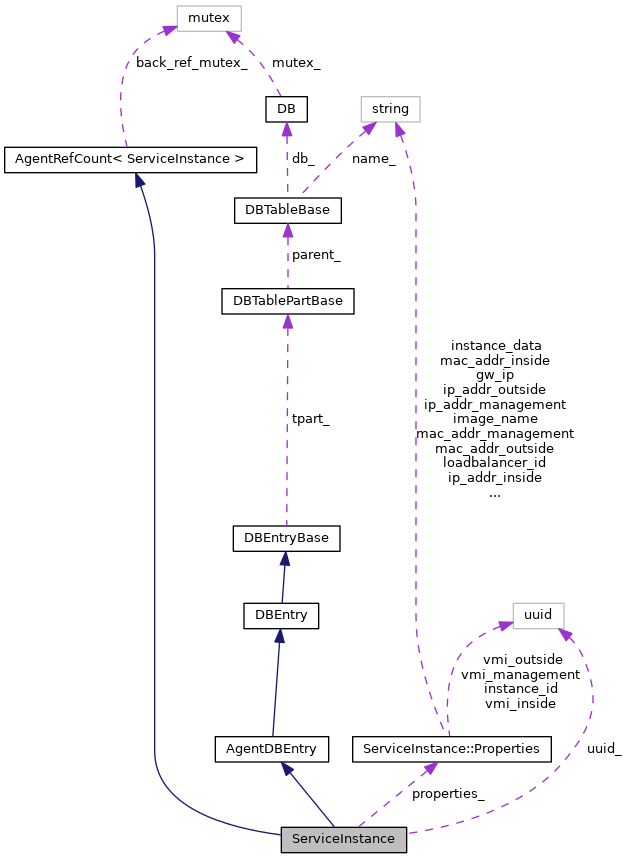 mutex
back_ref_mutex_
mutex_
DB
string
AgentRefCount< ServiceInstance >
db_
name_
DBTableBase
parent_
DBTablePartBase
instance_data
mac_addr_inside
gw_ip
ip_addr_outside
ip_addr_management
image_name
mac_addr_management
mac_addr_outside
loadbalancer_id
ip_addr_inside
...
tpart_
DBEntryBase
DBEntry
uuid
vmi_outside
vmi_management
instance_id
vmi_inside
AgentDBEntry
ServiceInstance::Properties
uuid_
properties_
ServiceInstance